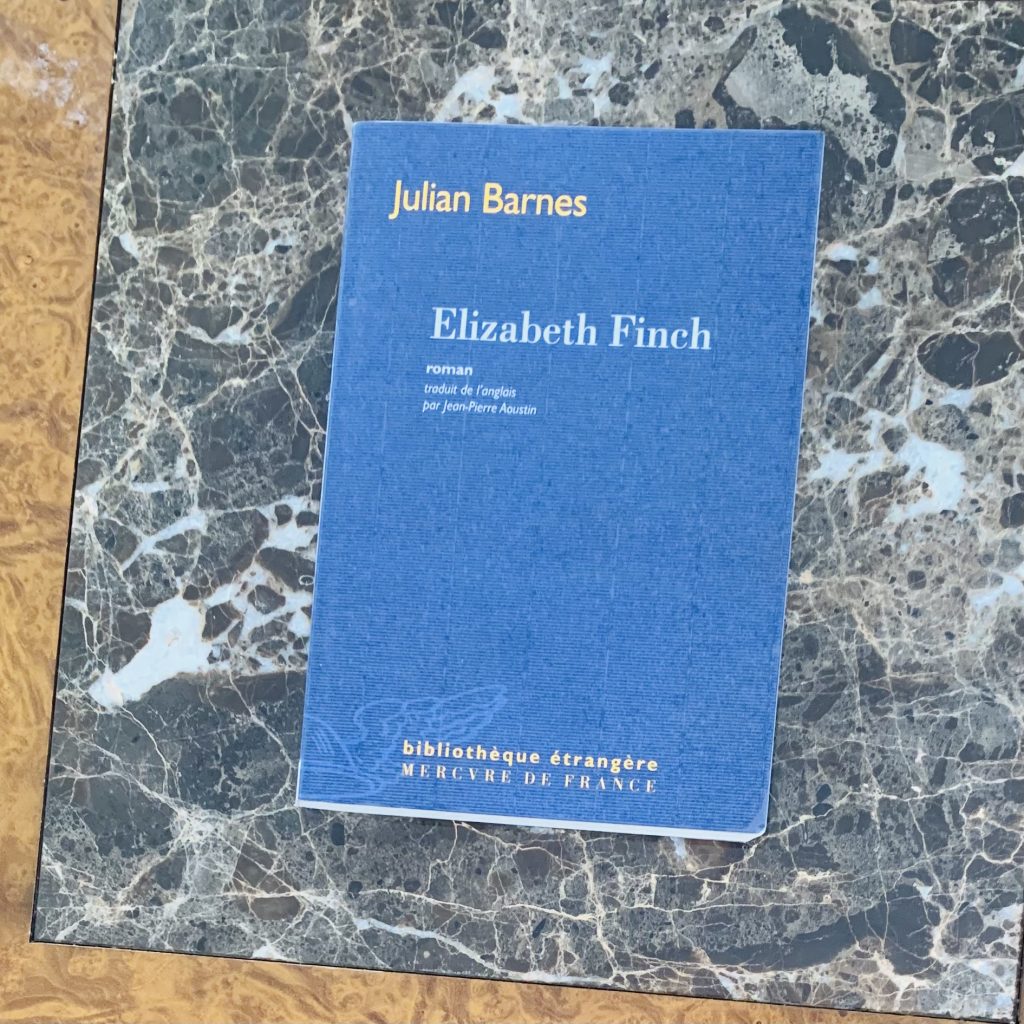 Julian Barnes
Elizabeth Finch
roman
traduit de l'anglais
par Jean-Pierre Aoustin
bibliothèque étrangère
MERCVRE DE FRANCE